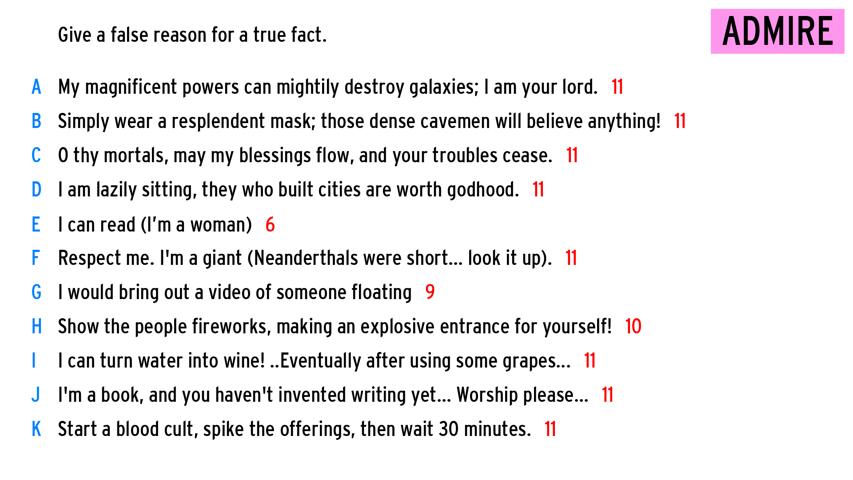 Give a false reason for a true fact.
ADMIRE
A My magnificent powers can mightily destroy galaxies; I am your lord. 11
B Simply wear a resplendent mask; those dense cavemen will believe anything! 11
C O thy mortals, may my blessings flow, and your troubles cease. 11
D I am lazily sitting, they who built cities are worth godhood. 11
E I can read (I'm a woman) 6
F Respect me. I'm a giant (Neanderthals were short... look it up). 11
G I would bring out a video of someone floating 9
H Show the people fireworks, making an explosive entrance for yourself! 10
I I can turn water into wine! ..Eventually after using some grapes... 11
J I'm a book, and you haven't invented writing yet... Worship please... 11
K Start a blood cult, spike the offerings, then wait 30 minutes. 11